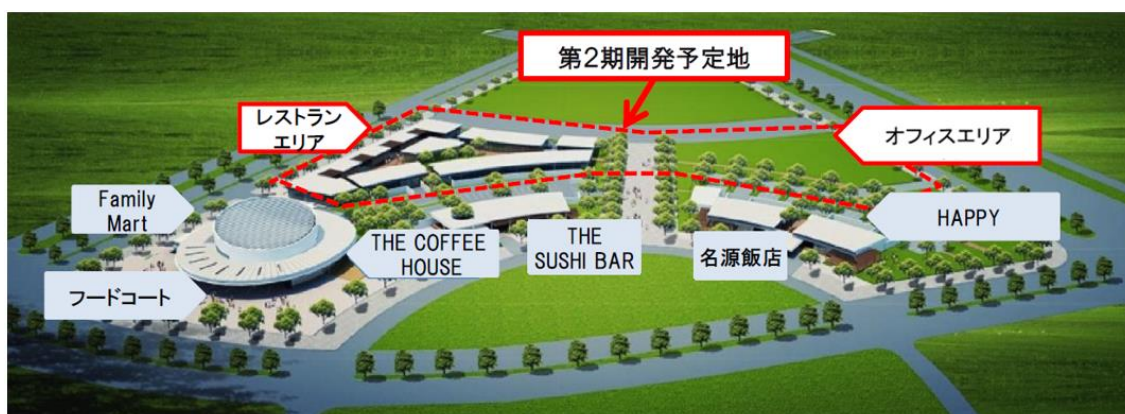 第2期開発予定地
レストラン
エリア
オフィスエリア
Family
Mart
HAPPY
THE COFFEE
HOUSE
THE
SUSHI BAR
名源飯店
フードコート